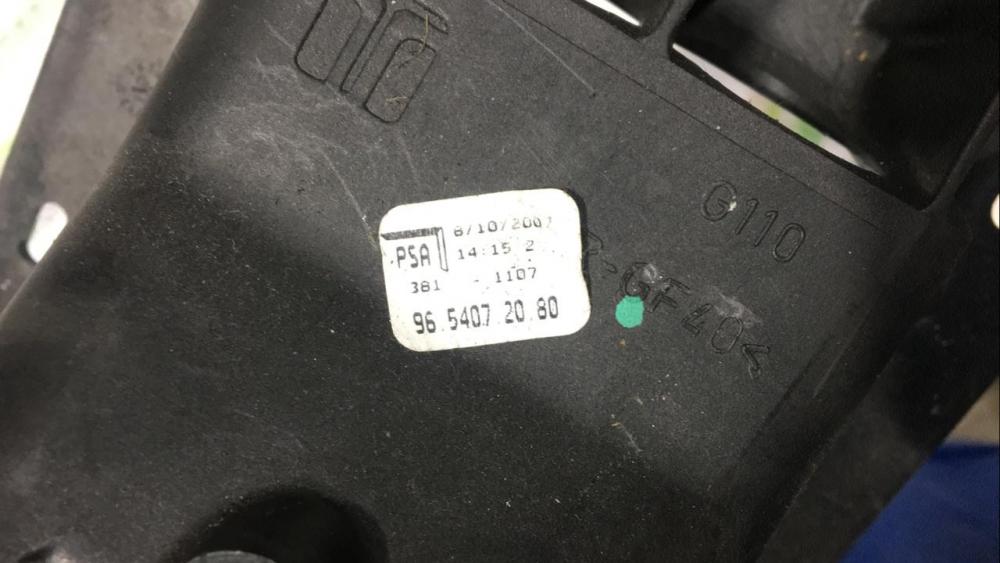 8/10/2007
PSA
14:15 2
381 - 1107
96.5407.20.80
G110
-GF40<